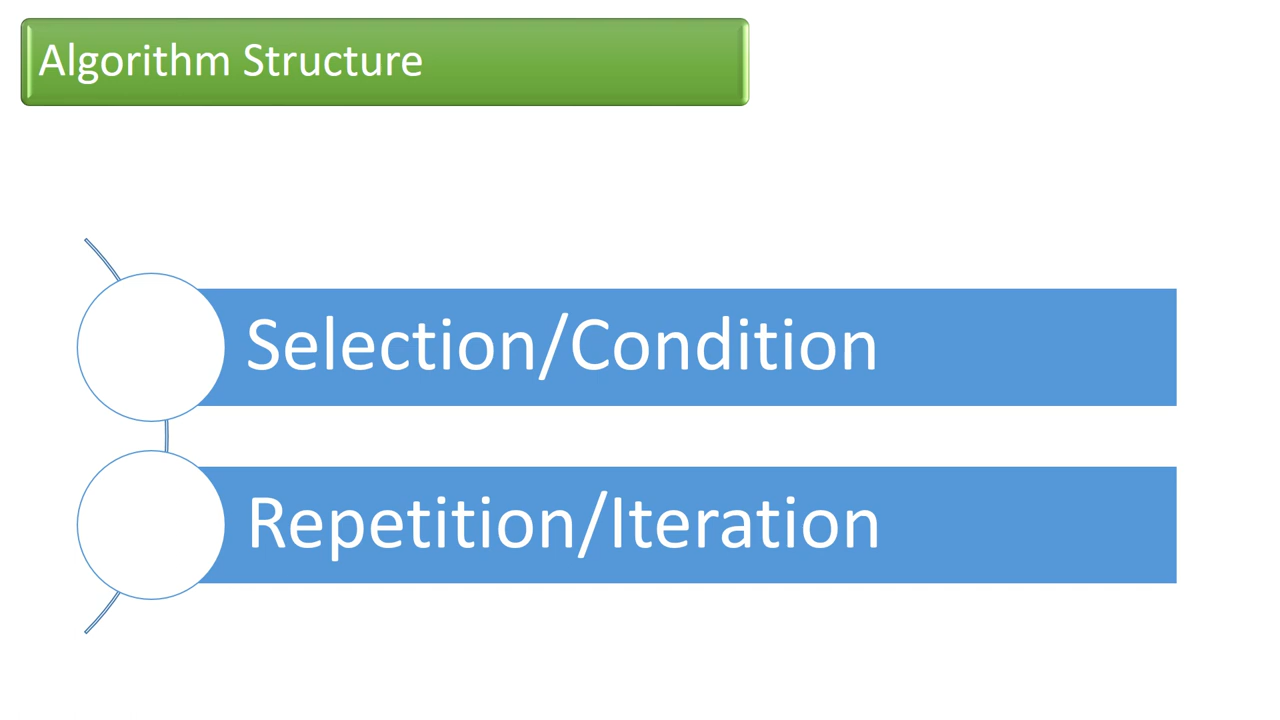 Algorithm Structure
Selection/Condition
Repetition/Iteration